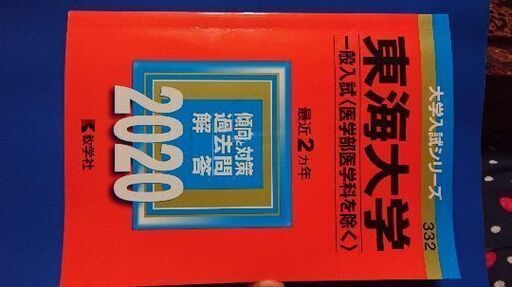 大学入試シリーズ
332
東海大学
一般入試〈医学部医学科を除く〉
最近2ヵ年
傾向と対策
過去問
解答
2020
教学社